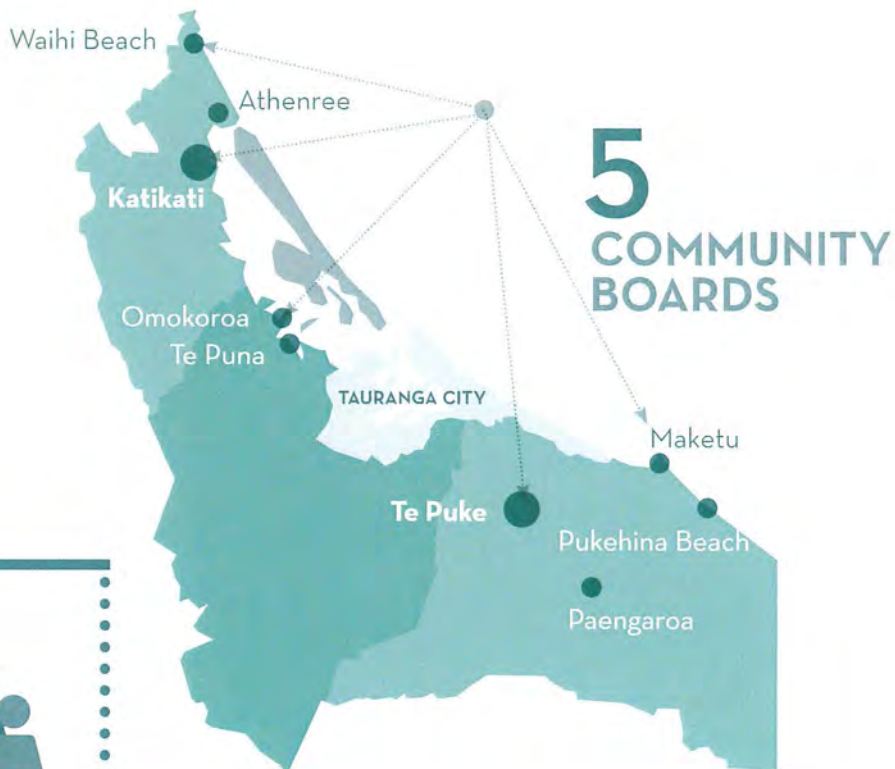 Waihi Beach
Athenree
Katikati
5
COMMUNITY
BOARDS
Omokoroa
Te Puna
TAURANGA CITY
Maketu
Te Puke
Pukehina Beach
Paengaroa